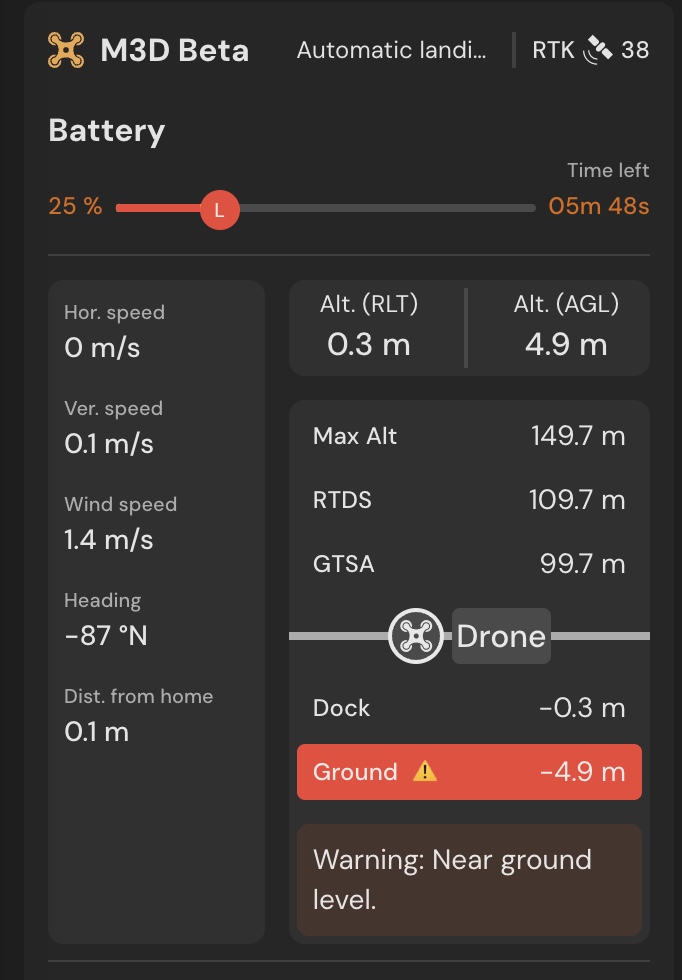 M3D Beta
Automatic landi...
RTK 38
Battery
Time left
25 %
L
05m 48s
Hor. speed
0 m/s
Ver. speed
0.1 m/s
Wind speed
1.4 m/s
Heading
-87 °N
Dist. from home
0.1 m
Alt. (RLT)
0.3 m
Alt. (AGL)
4.9 m
Max Alt 149.7 m
RTDS 109.7 m
GTSA 99.7 m
Drone
Dock -0.3 m
Ground -4.9 m
Warning: Near ground
level.